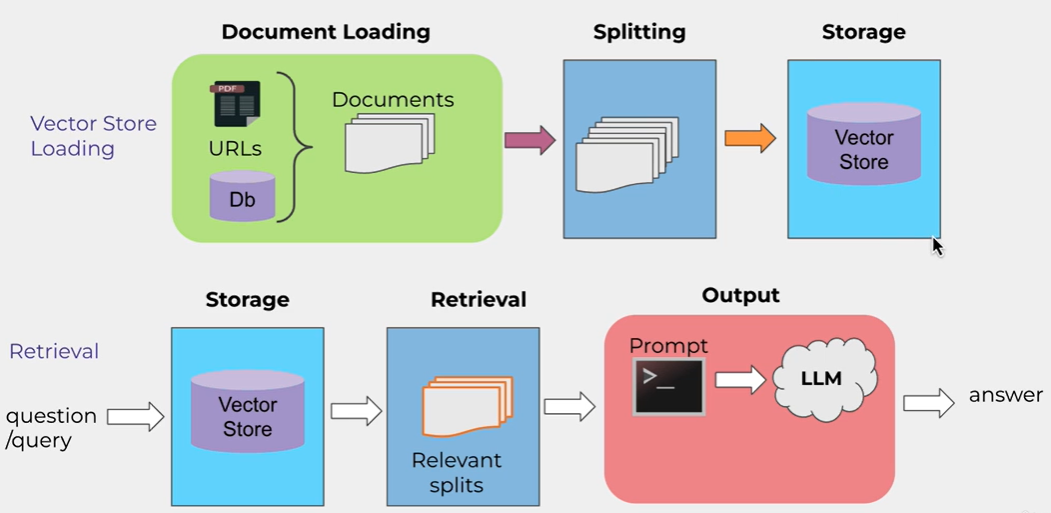 Document Loading
Splitting
Storage
Vector Store
Loading
PDF
URLs
Db
Documents
Vector
Store
Storage
Retrieval
Output
Retrieval
question
/query
Vector
Store
Relevant
splits
Prompt
>_
LLM
answer